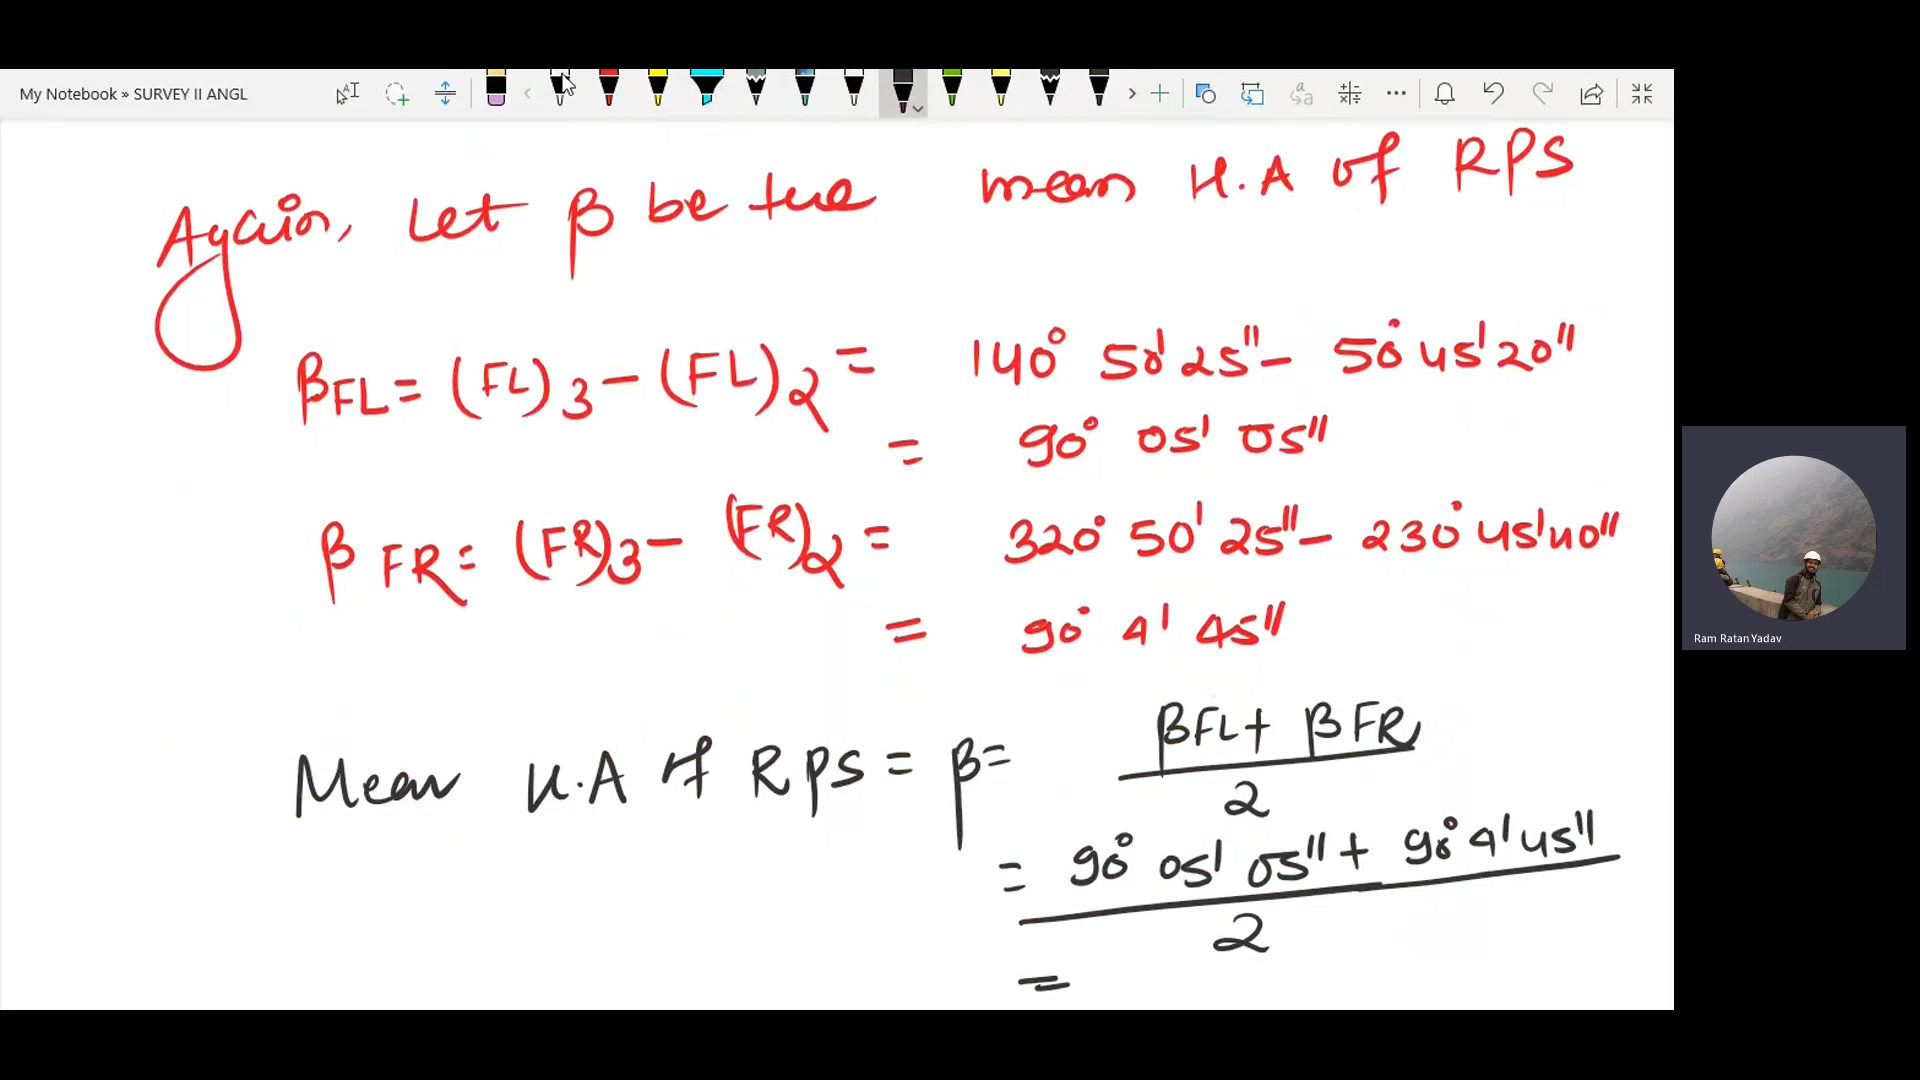 My Notebook » SURVEY II ANGL
Again, Let β be the mean H.A of RPS
βFL = (FL)3 - (FL)2 = 140° 50' 25" - 50° 45' 20"
= 90° 05' 05"
β FR = (FR)3 - (FR)2 = 320° 50' 25" - 230° 45' 40"
= 90° 4' 45"
Mean H.A of RPS = β = βFL + βFR
2
= 90° 05' 05" + 90° 4' 45"
2
=
Ram Ratan Yadav